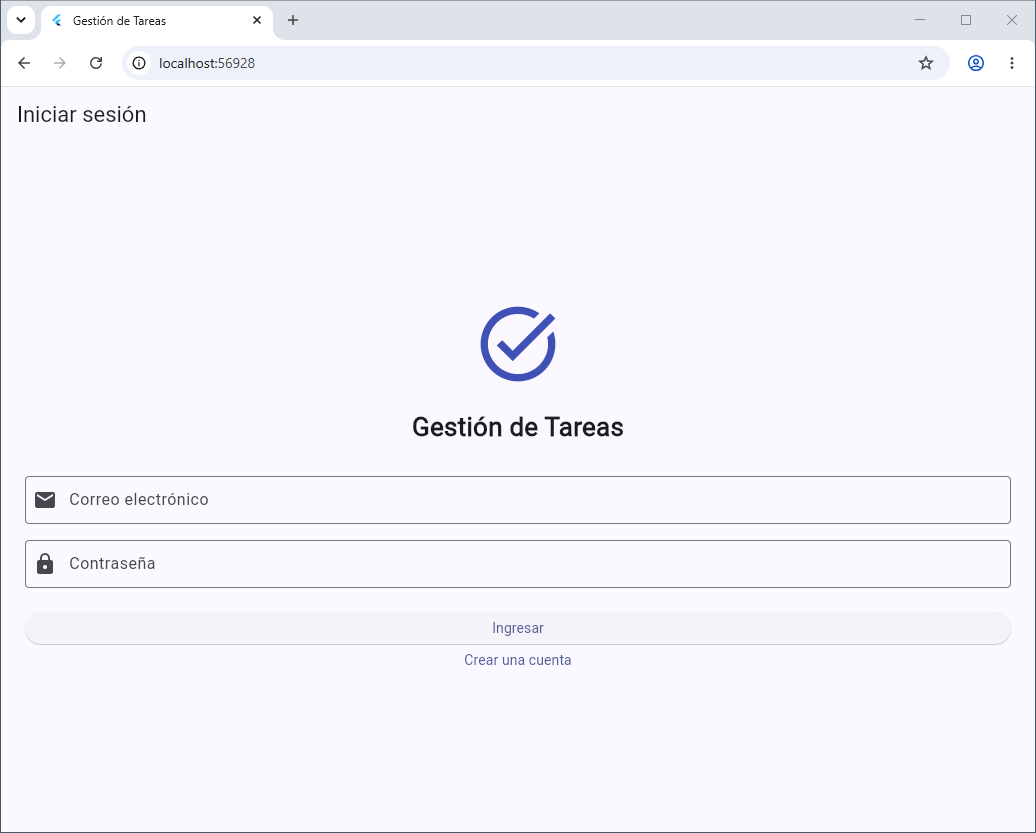 Gestión de Tareas
localhost:56928
Iniciar sesión
Gestión de Tareas
Correo electrónico
Contraseña
Ingresar
Crear una cuenta